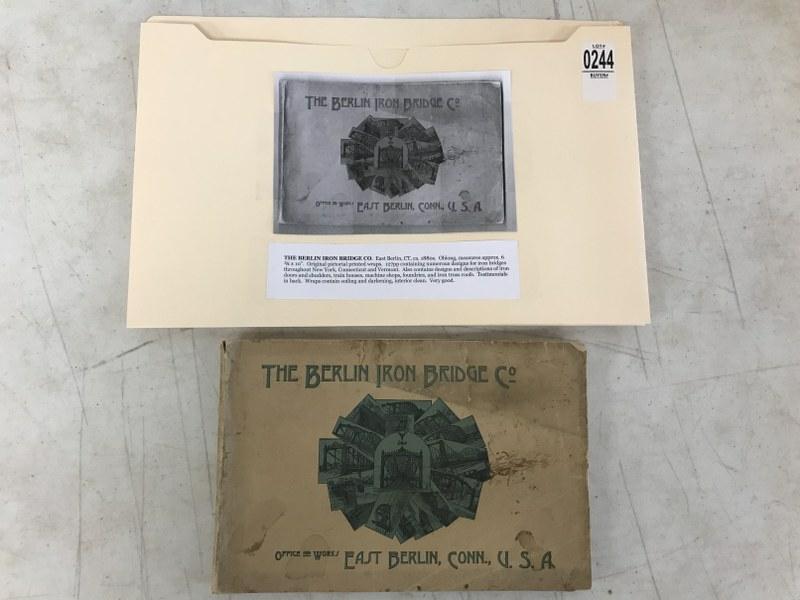 LOT#
0244
BUYER#
THE BERLIN IRON BRIDGE CO
OFFICE AND WORKS EAST BERLIN, CONN., U. S. A.
THE BERLIN IRON BRIDGE CO. East Berlin, CT, ca. 1880s. Oblong, measures approx. 6
¾ x 10". Original pictorial printed wraps. 127pp containing numerous designs for iron bridges
throughout New York, Connecticut and Vermont. Also contains designs and descriptions of iron
doors and shudders, train houses, machine shops, foundries, and iron truss roofs. Testimonials
in back. Wraps contain soiling and darkening, interior clean. Very good.
THE BERLIN IRON BRIDGE CO
OFFICE AND WORKS EAST BERLIN, CONN., U. S. A.